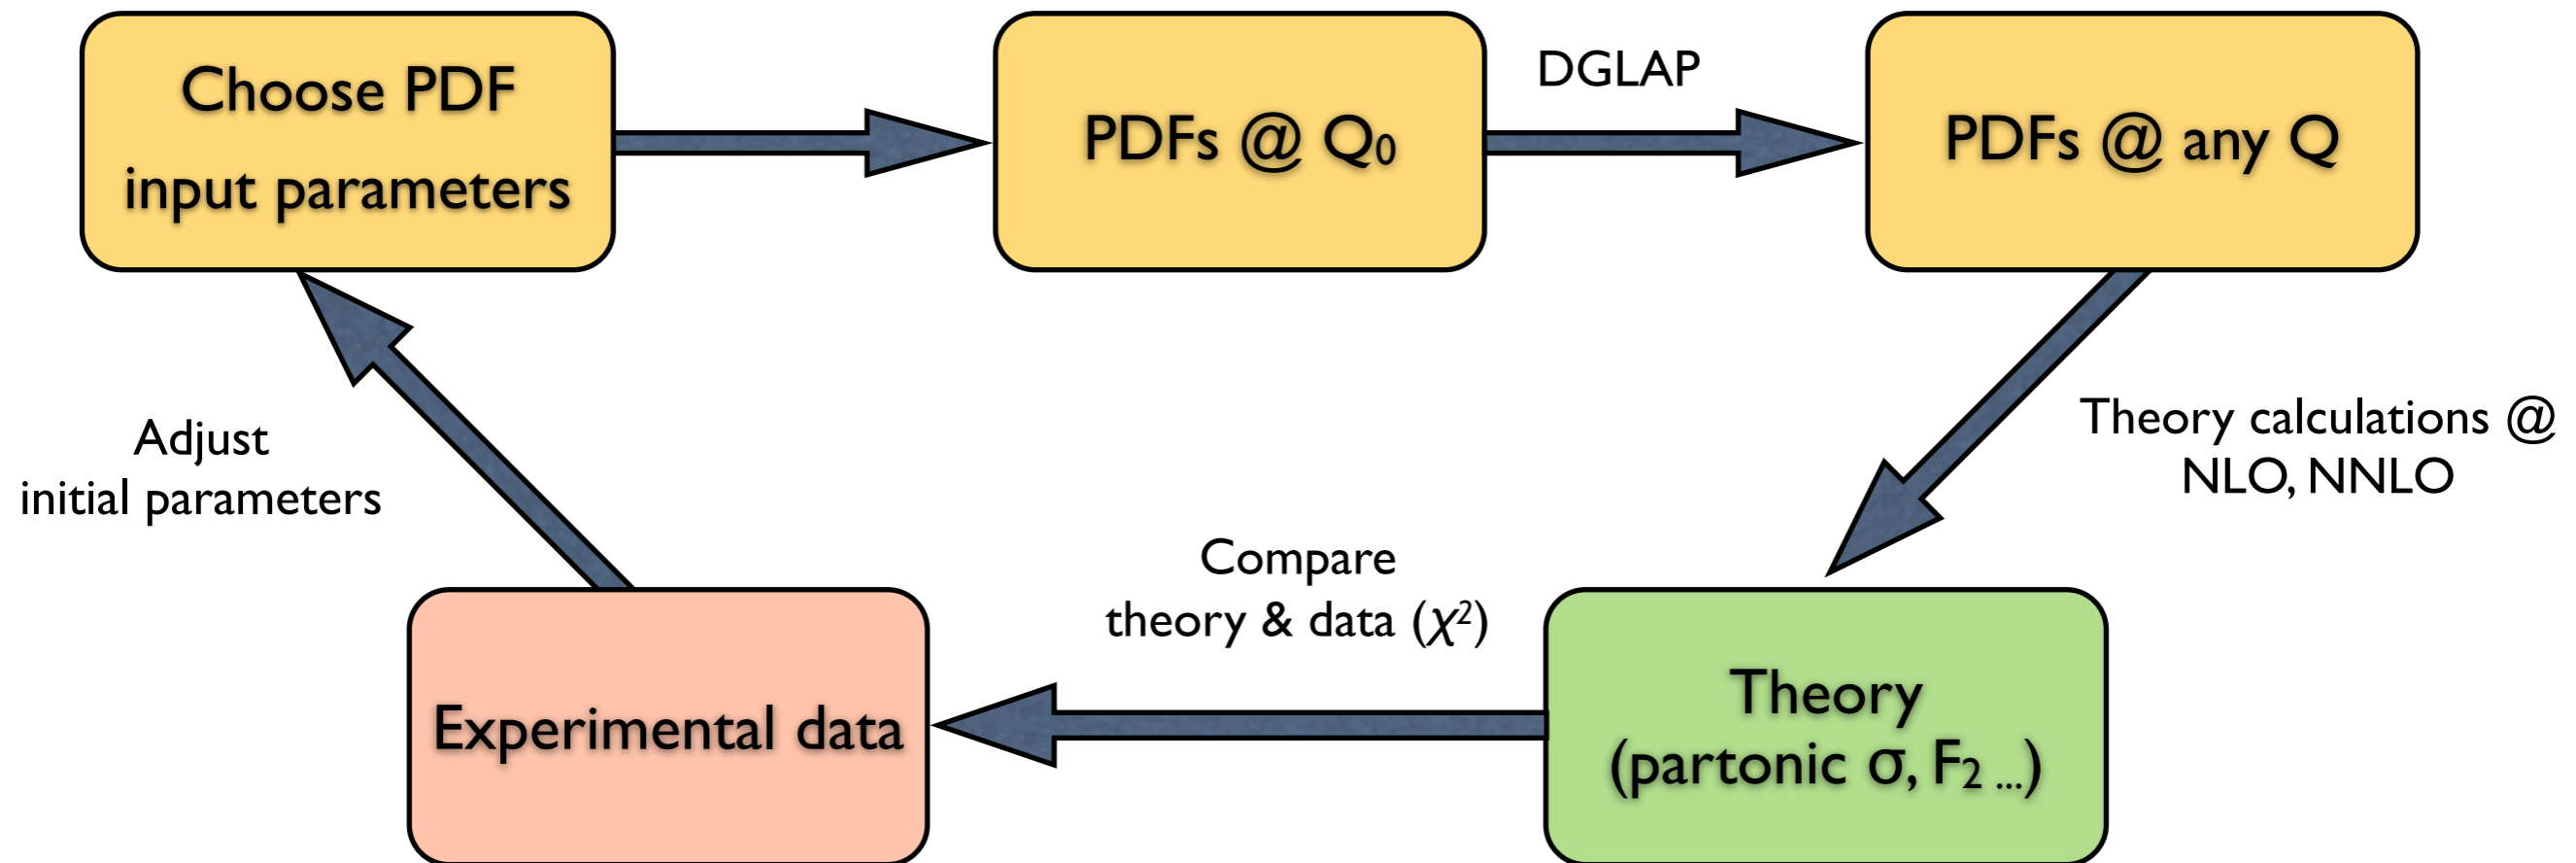 Choose PDF
input parameters
PDFs @ Q₀
DGLAP
PDFs @ any Q
Theory calculations @
NLO, NNLO
Theory
(partonic σ, F₂ ...)
Compare
theory & data (χ²)
Experimental data
Adjust
initial parameters